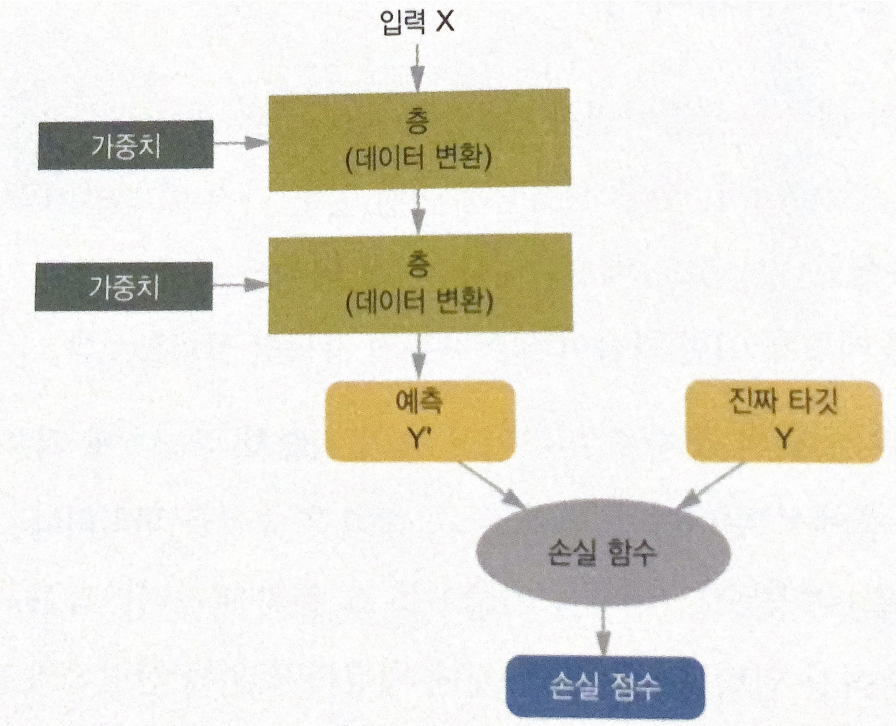 입력 X
가중치
층
(데이터 변환)
가중치
층
(데이터 변환)
예측
Y'
진짜 타깃
Y
손실 함수
손실 점수